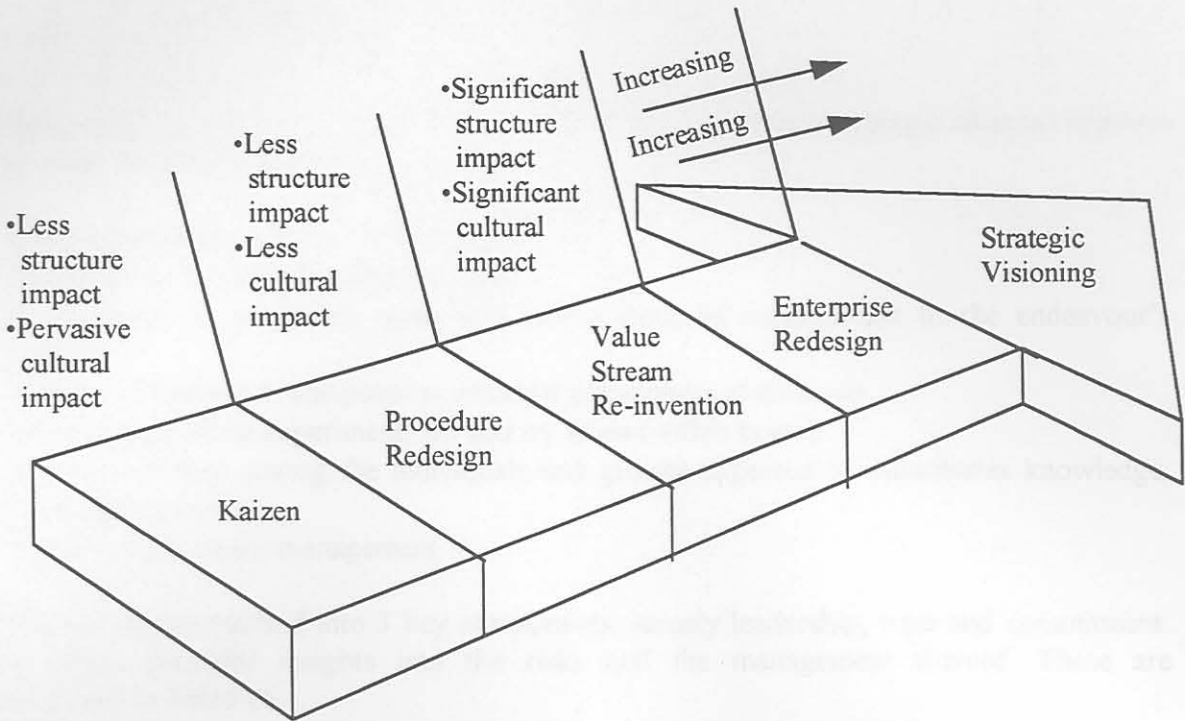 •Less
structure
impact
•Pervasive
cultural
impact
•Less
structure
impact
•Less
cultural
impact
•Significant
structure
impact
•Significant
cultural
impact
Increasing
Increasing
Kaizen
Procedure
Redesign
Value
Stream
Re-invention
Enterprise
Redesign
Strategic
Visioning